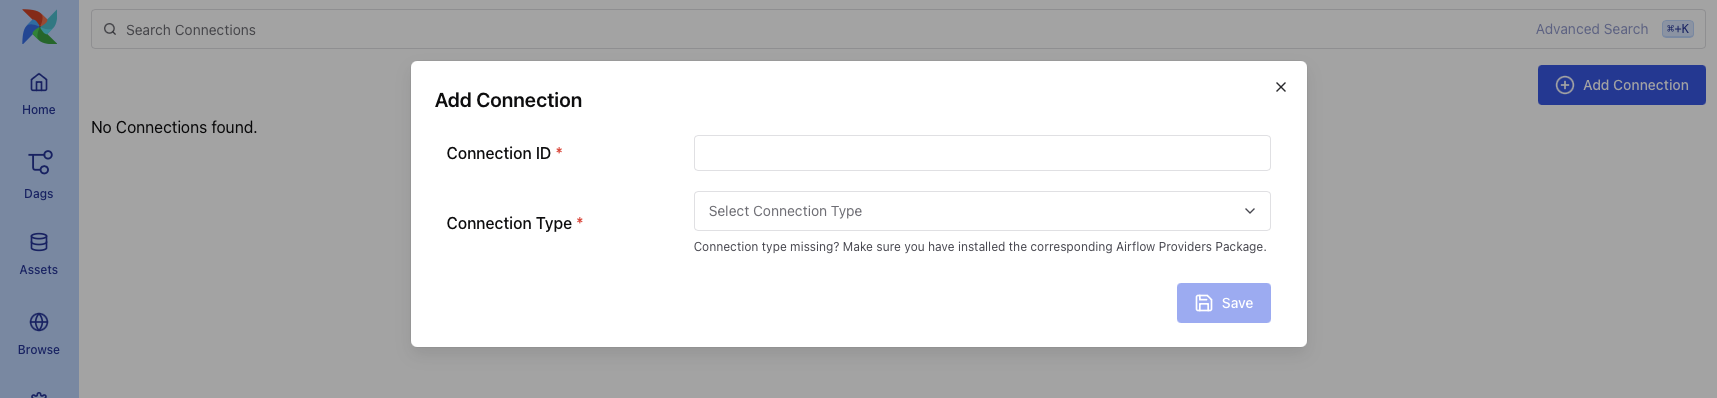 Search Connections
Advanced Search
⌘+K
Home
Dags
Assets
Browse
Add Connection
No Connections found.
Add Connection
Connection ID *
Connection Type *
Select Connection Type
Connection type missing? Make sure you have installed the corresponding Airflow Providers Package.
Save